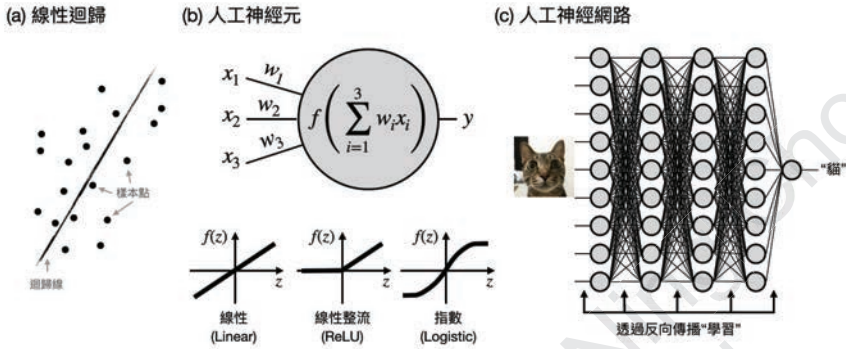 (a) 線性迴歸
樣本點
迴歸線
(b) 人工神經元
x₁ w₁
x₂ w₂
x₃ w₃
f(∑³ᵢ₌₁ wᵢxᵢ)
y
f(z) z
線性
(Linear)
f(z) z
線性整流
(ReLU)
f(z) z
指數
(Logistic)
(c) 人工神經網路
“貓”
透過反向傳播“學習”